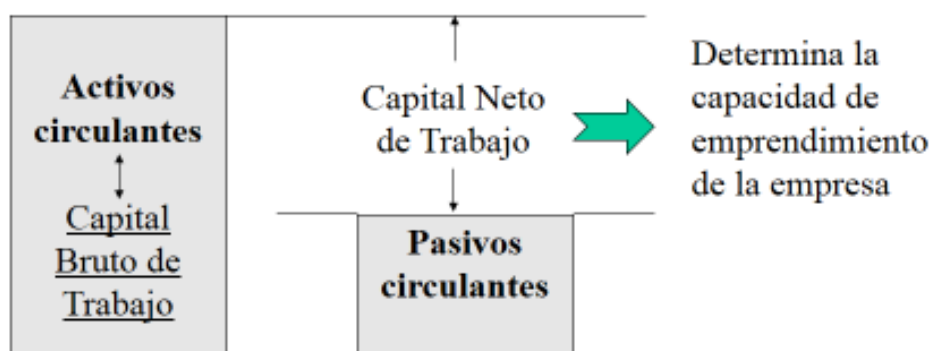 Activos
circulantes
Capital
Bruto de
Trabajo
Capital Neto
de Trabajo
Pasivos
circulantes
Determina la
capacidad de
emprendimiento
de la empresa